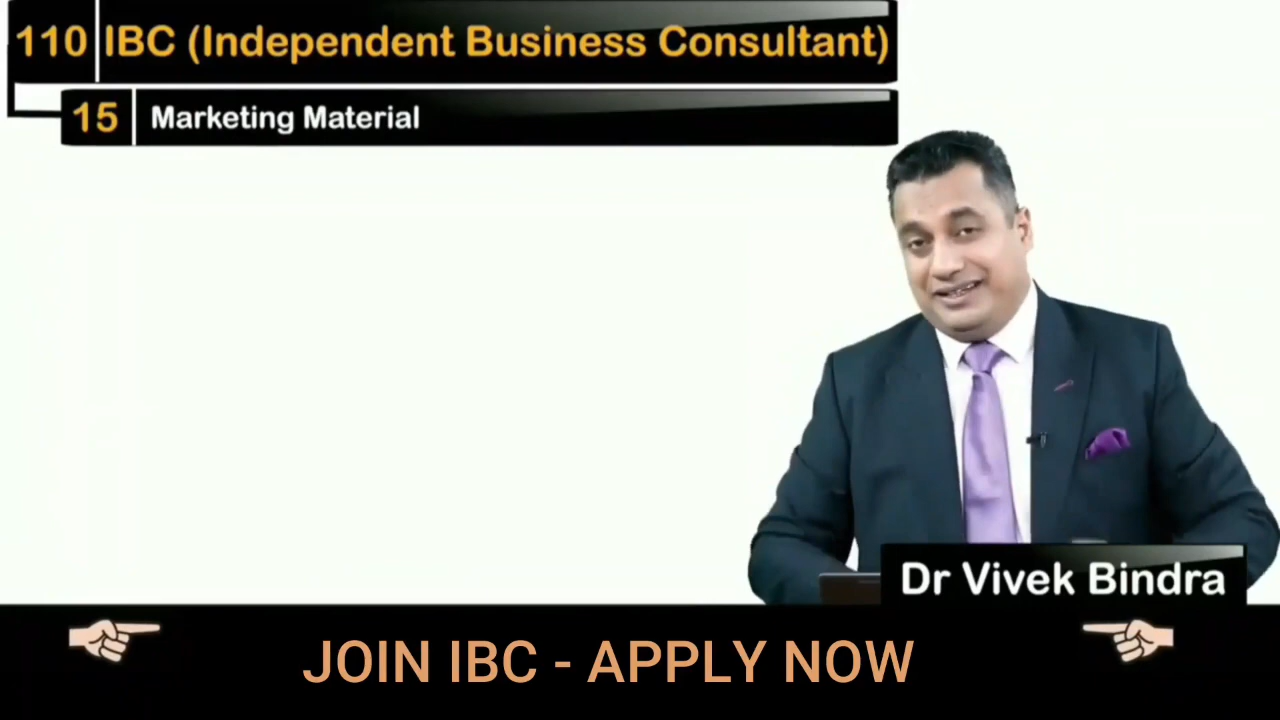 110 IBC (Independent Business Consultant)
15 Marketing Material
Dr Vivek Bindra
JOIN IBC - APPLY NOW